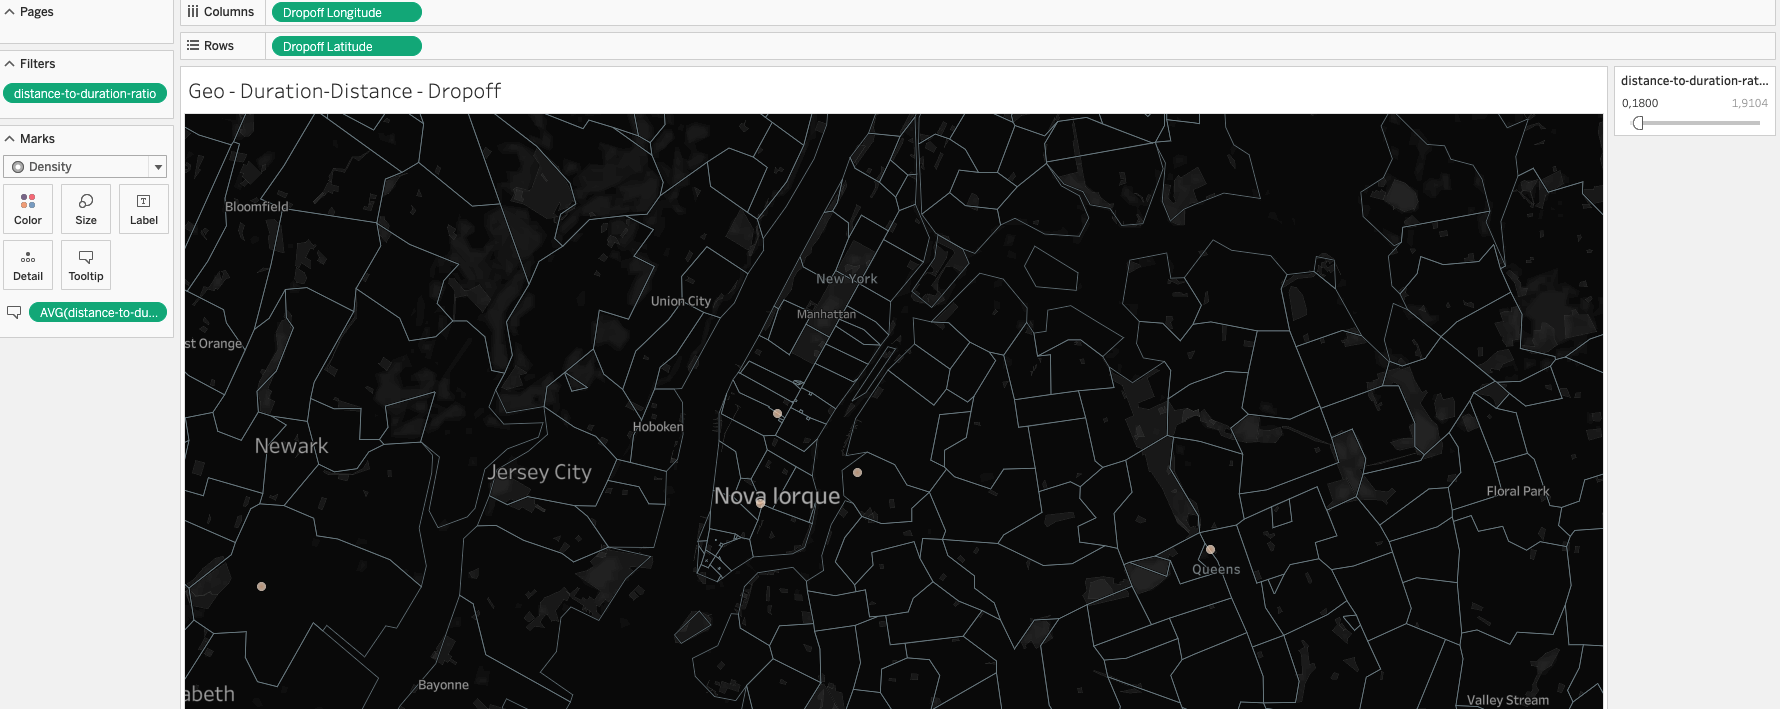 Pages
Columns
Dropoff Longitude
Rows
Dropoff Latitude
Filters
distance-to-duration-ratio
Marks
Density
Color
Size
Label
Detail
Tooltip
AVG(distance-to-du...
Geo - Duration-Distance - Dropoff
Bloomfield
New York
Union City
Manhattan
st Orange
Hoboken
Newark
Jersey City
Nova Iorque
Floral Park
Queens
Bayonne
abeth
Valley Stream
distance-to-duration-rat...
0,1800 1,9104